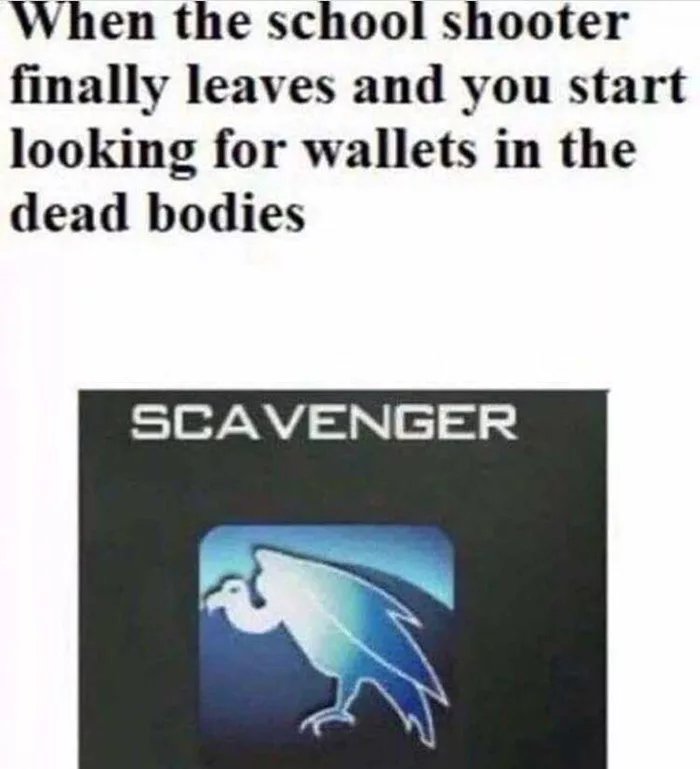 When the school shooter
finally leaves and you start
looking for wallets in the
dead bodies
SCAVENGER